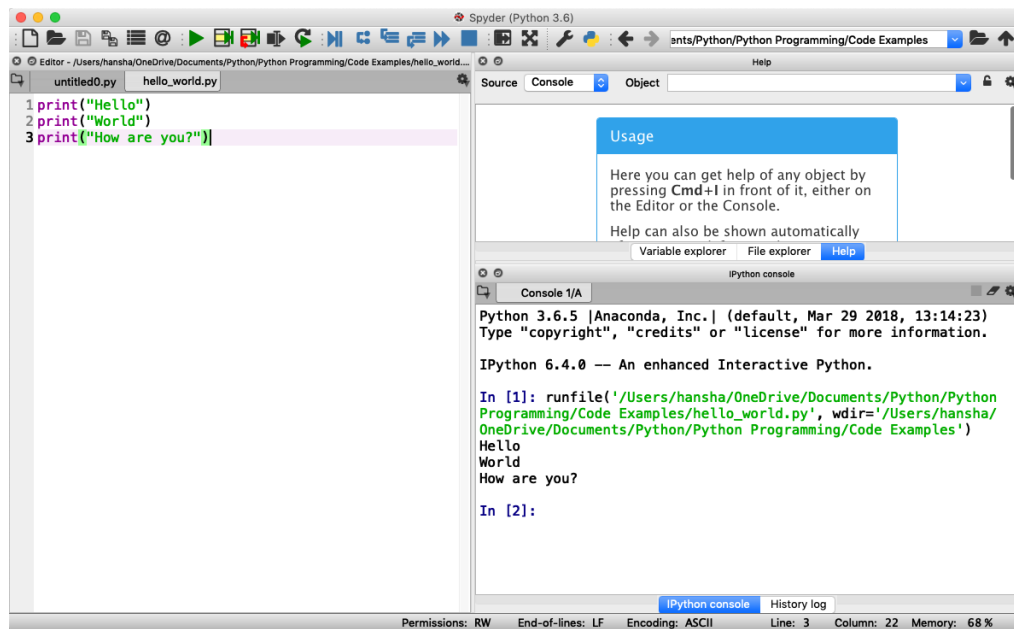 Spyder (Python 3.6)
ents/Python/Python Programming/Code Examples
Editor - /Users/hansha/OneDrive/Documents/Python/Python Programming/Code Examples/hello_world....
untitled0.py hello_world.py
1 print("Hello")
2 print("World")
3 print("How are you?")
Help
Source Console Object
Usage
Here you can get help of any object by
pressing Cmd+I in front of it, either on
the Editor or the Console.
Help can also be shown automatically
Variable explorer File explorer Help
IPython console
Console 1/A
Python 3.6.5 |Anaconda, Inc.| (default, Mar 29 2018, 13:14:23)
Type "copyright", "credits" or "license" for more information.
IPython 6.4.0 -- An enhanced Interactive Python.
In [1]: runfile('/Users/hansha/OneDrive/Documents/Python/Python
Programming/Code Examples/hello_world.py', wdir='/Users/hansha/
OneDrive/Documents/Python/Python Programming/Code Examples')
Hello
World
How are you?
In [2]:
IPython console History log
Permissions: RW End-of-lines: LF Encoding: ASCII Line: 3 Column: 22 Memory: 68 %